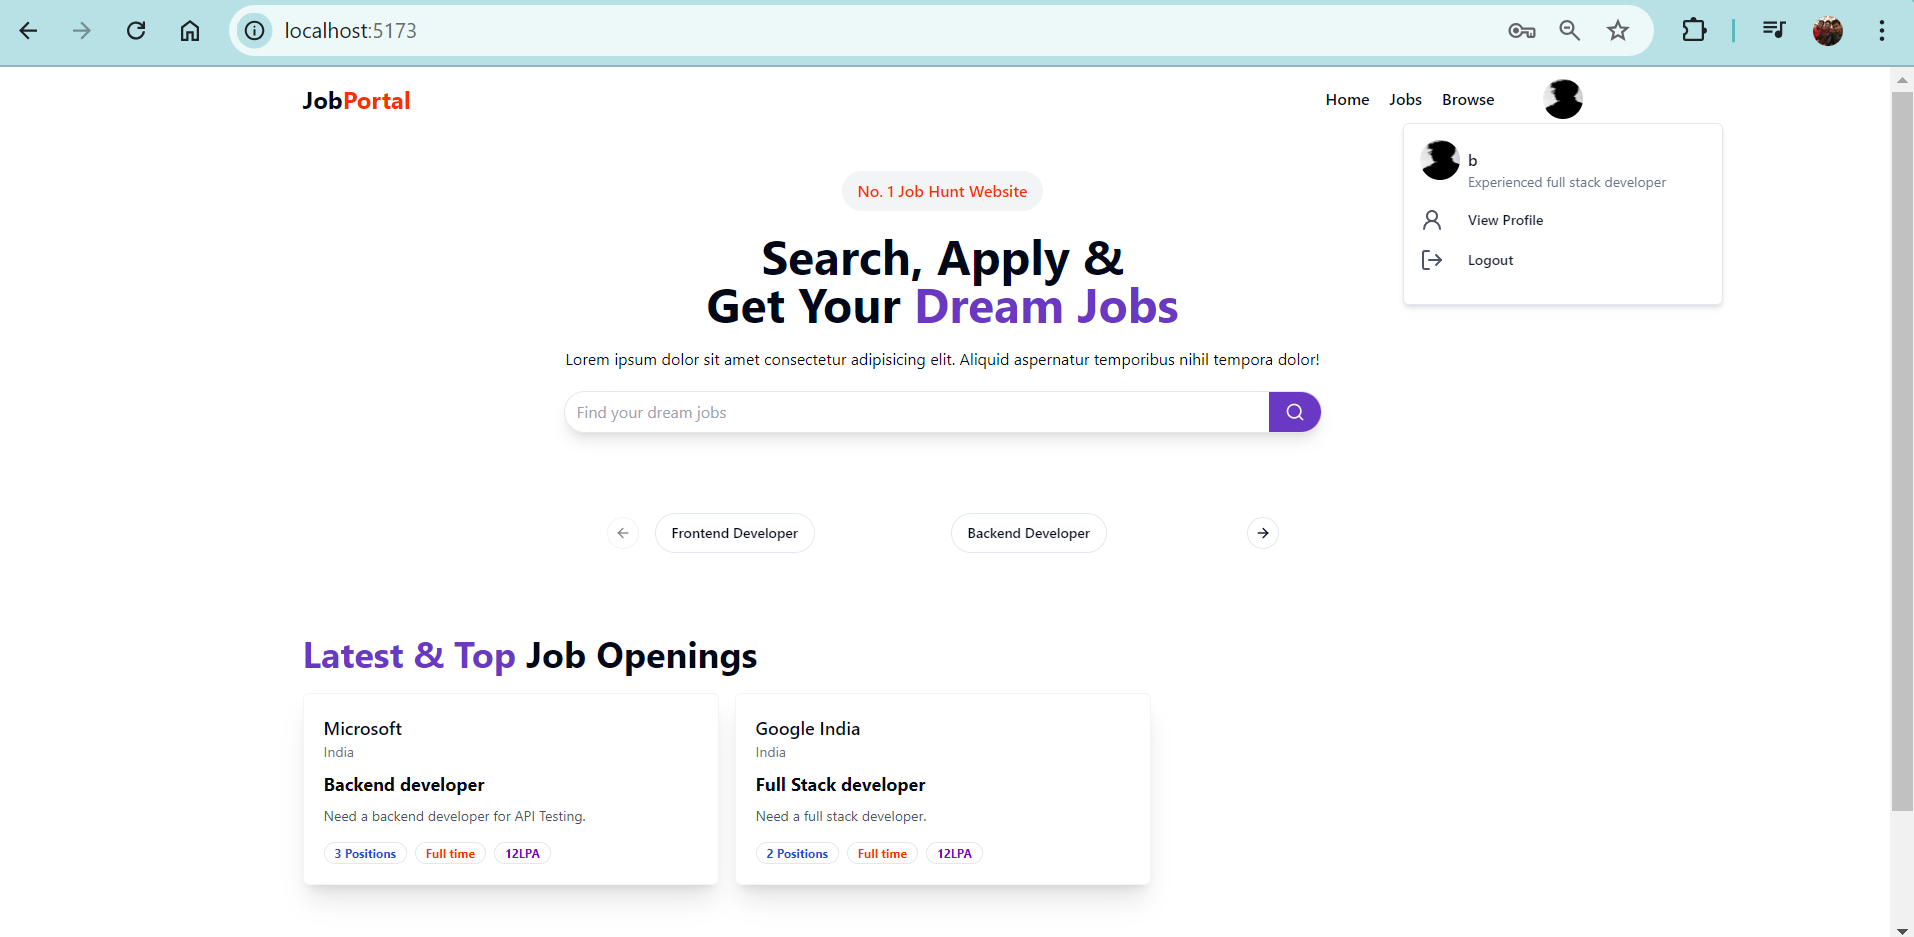 localhost:5173
JobPortal
Home Jobs Browse
b
Experienced full stack developer
View Profile
Logout
No. 1 Job Hunt Website
Search, Apply &
Get Your Dream Jobs
Lorem ipsum dolor sit amet consectetur adipisicing elit. Aliquid aspernatur temporibus nihil tempora dolor!
Find your dream jobs
Frontend Developer
Backend Developer
Latest & Top Job Openings
Microsoft
India
Backend developer
Need a backend developer for API Testing.
3 Positions Full time 12LPA
Google India
India
Full Stack developer
Need a full stack developer.
2 Positions Full time 12LPA